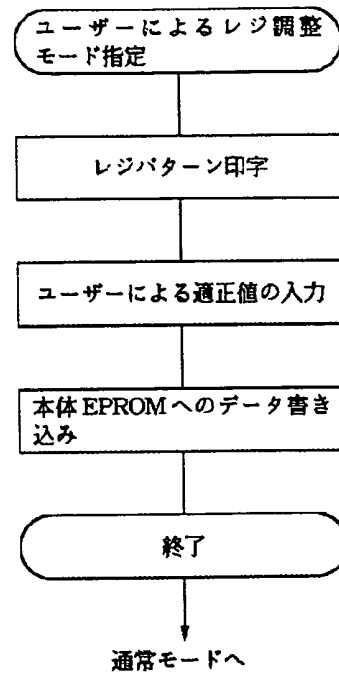 ユーザーによるレジ調整
モード指定
レジパターン印字
ユーザーによる適正値の入力
本体EPROMへのデータ書き
込み
終了
通常モードへ